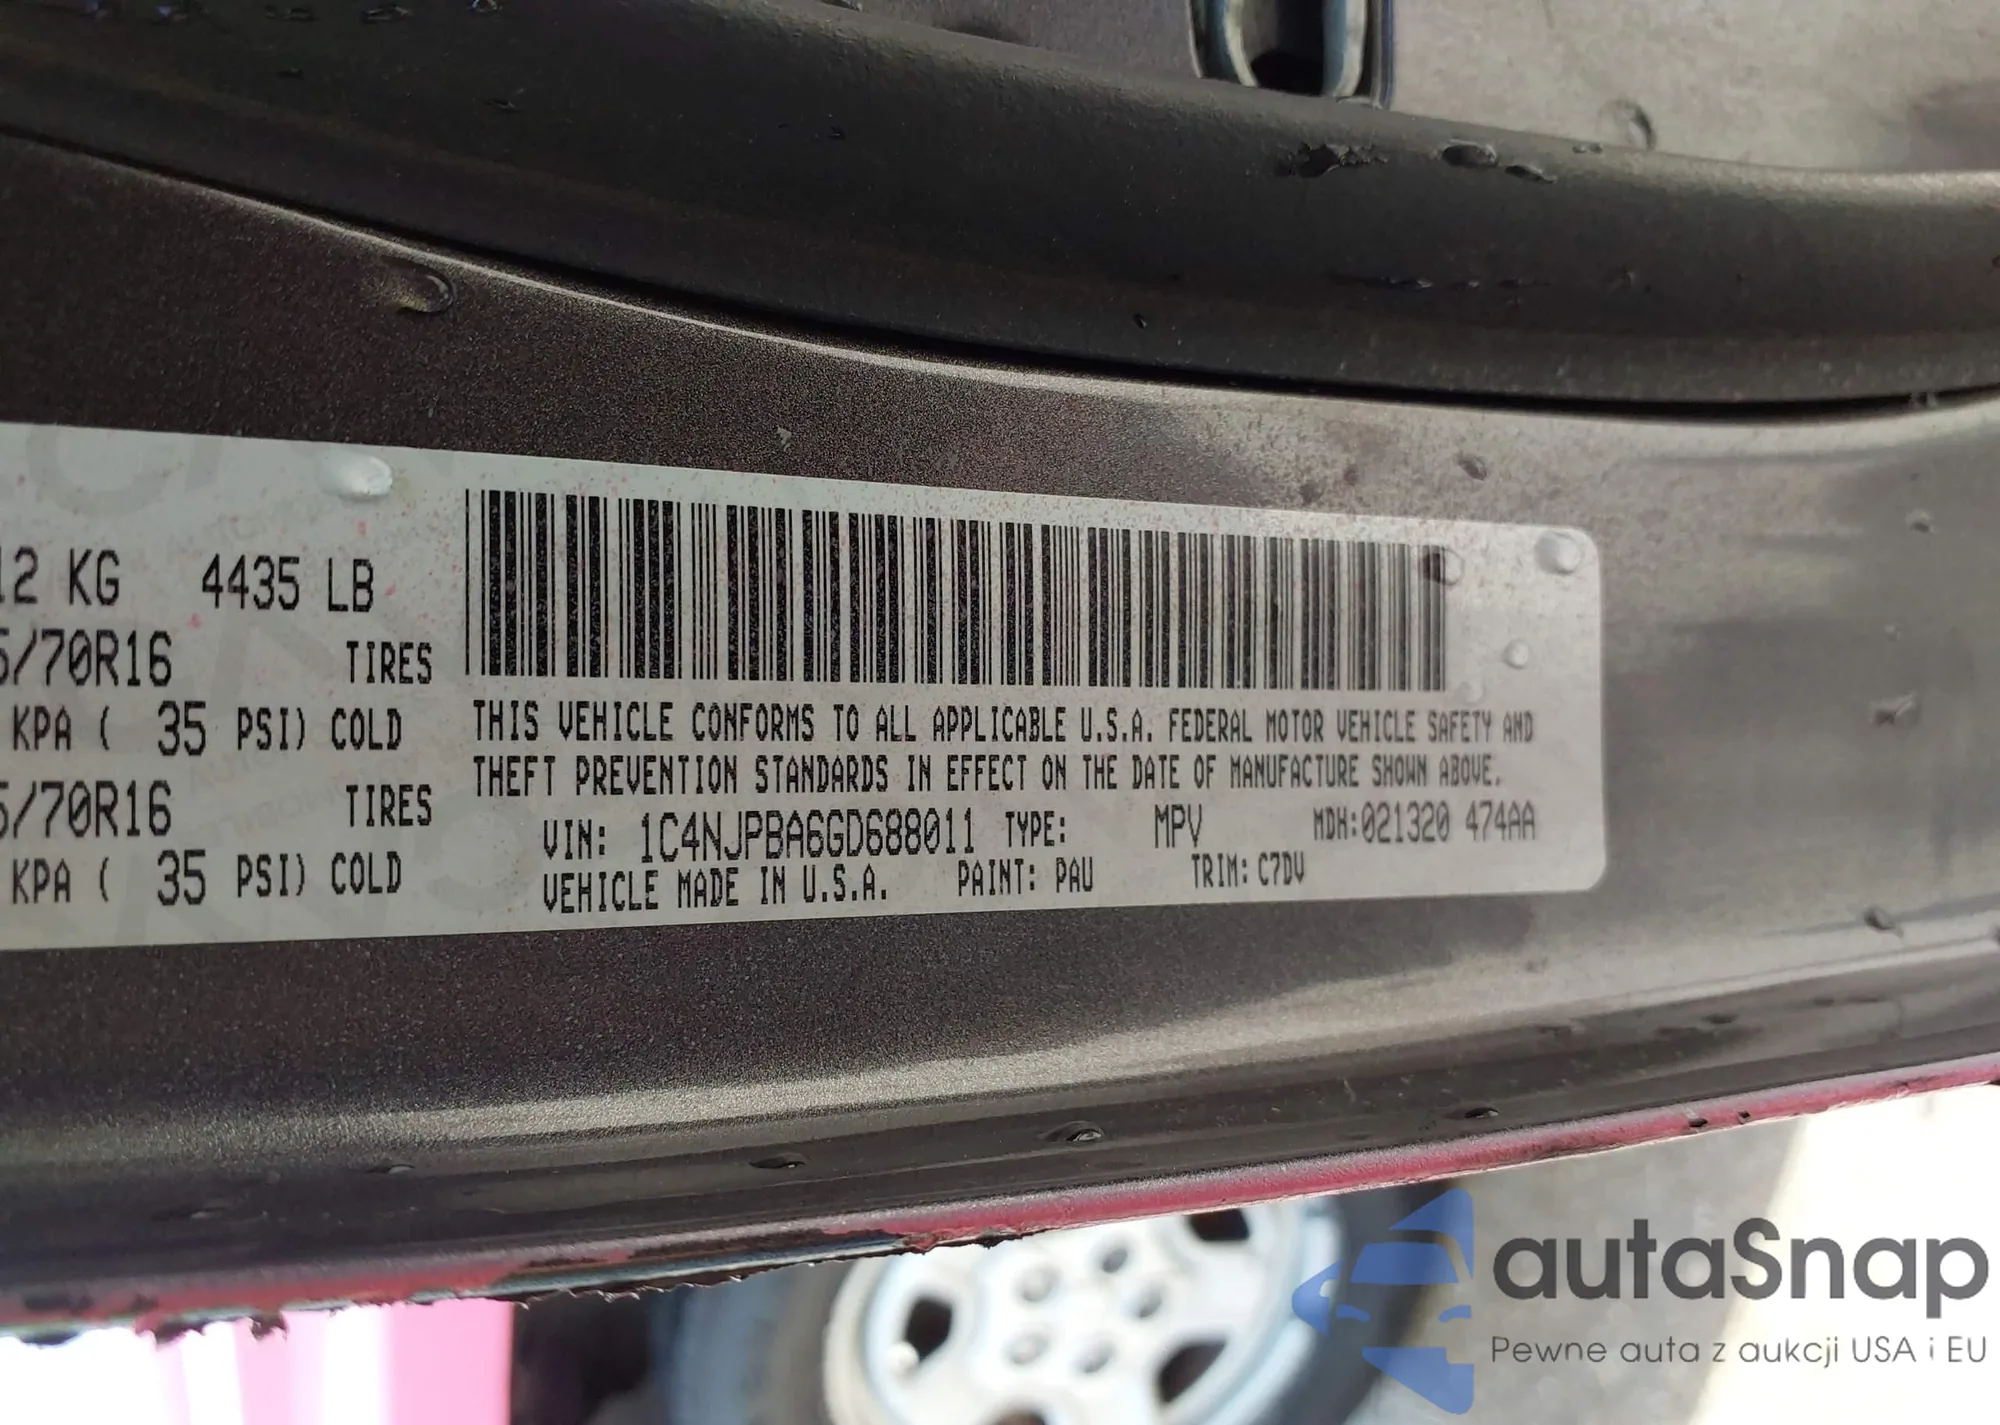 12 KG 4435 LB
5/70R16 TIRES
KPA ( 35 PSI) COLD
5/70R16 TIRES
KPA ( 35 PSI) COLD
THIS VEHICLE CONFORMS TO ALL APPLICABLE U.S.A. FEDERAL MOTOR VEHICLE SAFETY AND
THEFT PREVENTION STANDARDS IN EFFECT ON THE DATE OF MANUFACTURE SHOWN ABOVE.
VIN: 1C4NJPBA6GD688011 TYPE: MPV MDH:021320 474AA
VEHICLE MADE IN U.S.A. PAINT: PAU TRIM: C7DV
autaSnap
Pewne auta z aukcji USA i EU